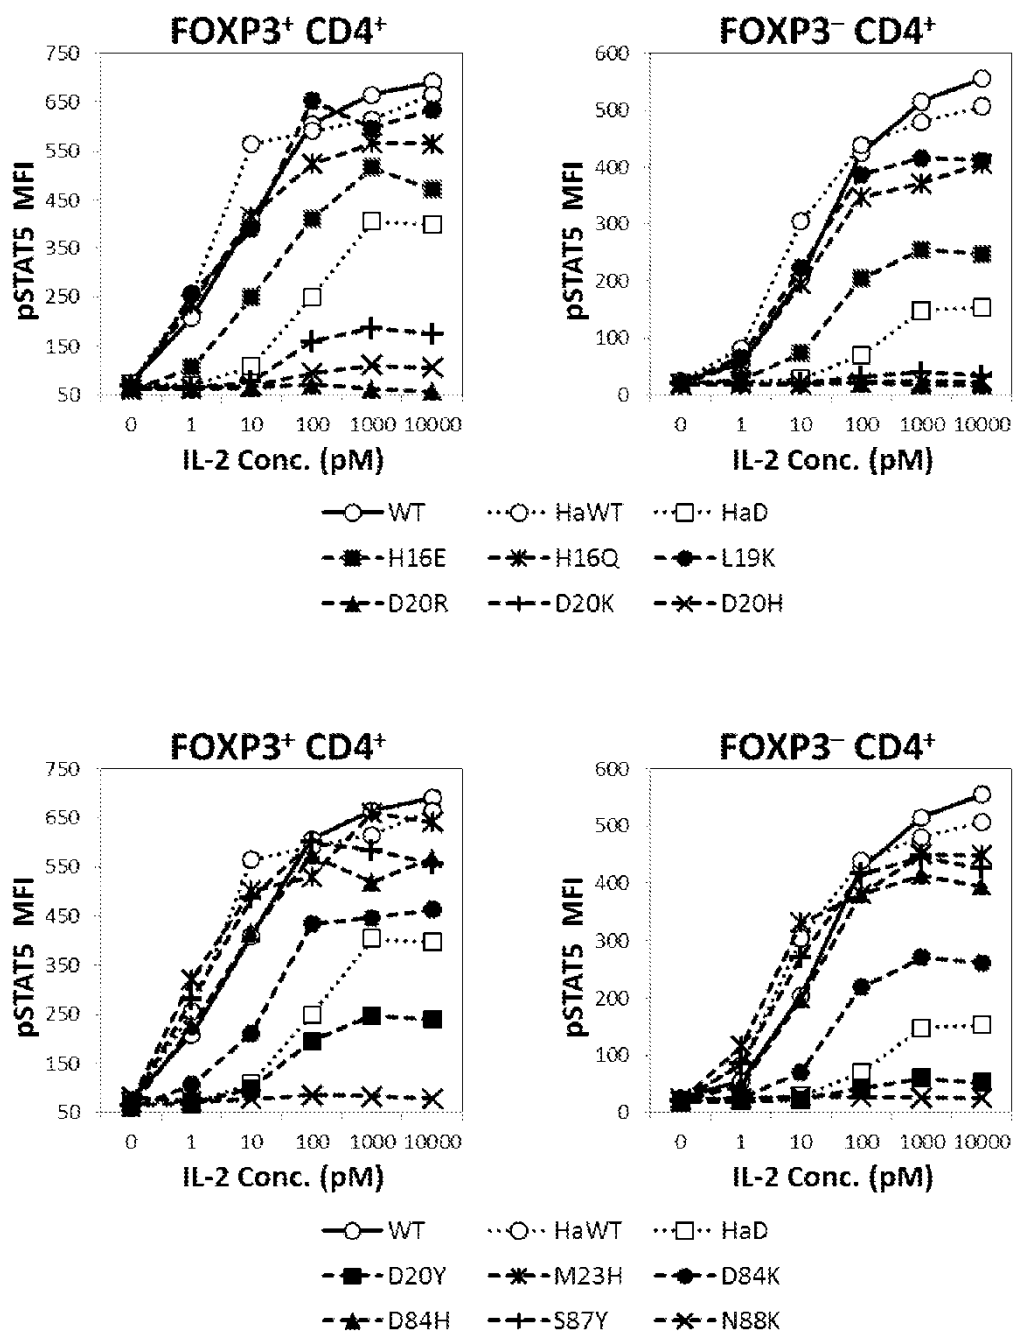 FOXP3⁺ CD4⁺
750
650
550
450
350
250
150
50
pSTAT5 MFI
0 1 10 100 1000 10000
IL-2 Conc. (pM)
FOXP3⁻ CD4⁺
600
500
400
300
200
100
0
pSTAT5 MFI
0 1 10 100 1000 10000
IL-2 Conc. (pM)
WT HaWT HaD
H16E H16Q L19K
D20R D20K D20H
FOXP3⁺ CD4⁺
750
650
550
450
350
250
150
50
pSTAT5 MFI
0 1 10 100 1000 10000
IL-2 Conc. (pM)
FOXP3⁻ CD4⁺
600
500
400
300
200
100
0
pSTAT5 MFI
0 1 10 100 1000 10000
IL-2 Conc. (pM)
WT HaWT HaD
D20Y M23H D84K
D84H S87Y N88K